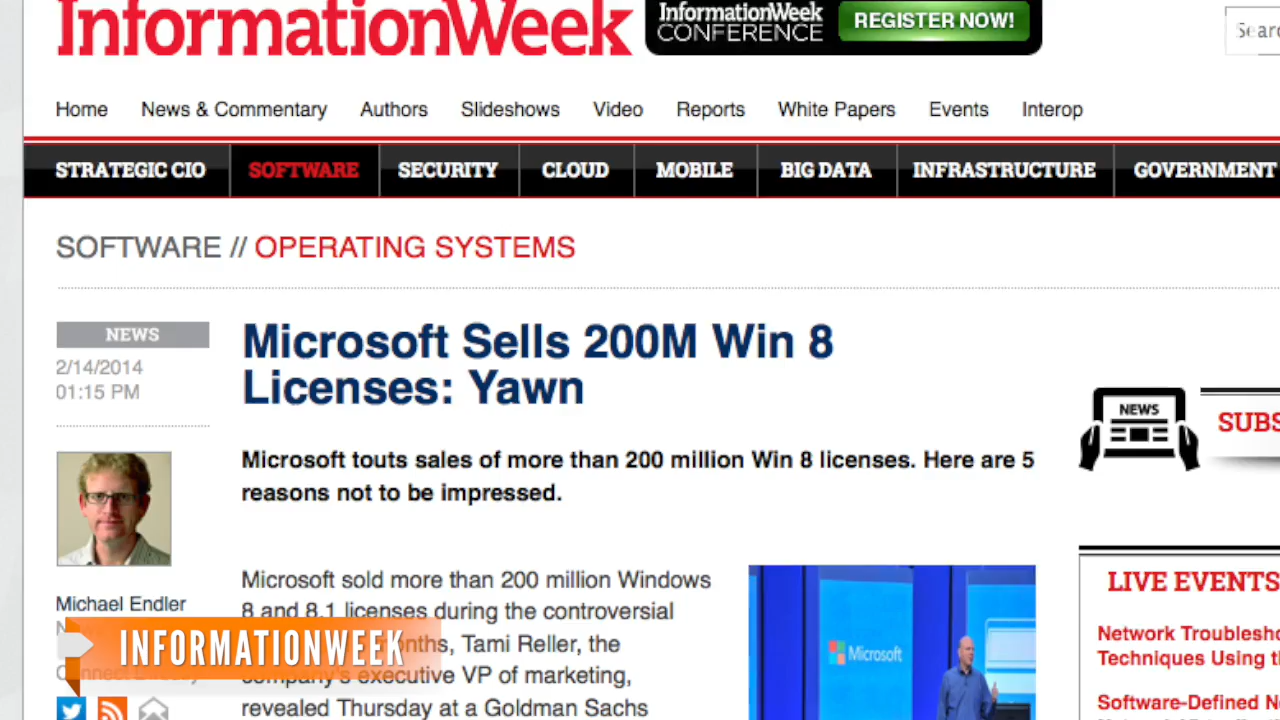 InformationWeek
InformationWeek
CONFERENCE
REGISTER NOW!
Home News & Commentary Authors Slideshows Video Reports White Papers Events Interop
STRATEGIC CIO SOFTWARE SECURITY CLOUD MOBILE BIG DATA INFRASTRUCTURE GOVERNMENT
SOFTWARE // OPERATING SYSTEMS
NEWS
2/14/2014
01:15 PM
Microsoft Sells 200M Win 8
Licenses: Yawn
Microsoft touts sales of more than 200 million Win 8 licenses. Here are 5
reasons not to be impressed.
Michael Endler
Microsoft sold more than 200 million Windows
8 and 8.1 licenses during the controversial
Tami Reller, the
company's executive VP of marketing,
revealed Thursday at a Goldman Sachs
INFORMATIONWEEK
Microsoft
NEWS
LIVE EVENTS
Network
Techniques Using
Software-Defined